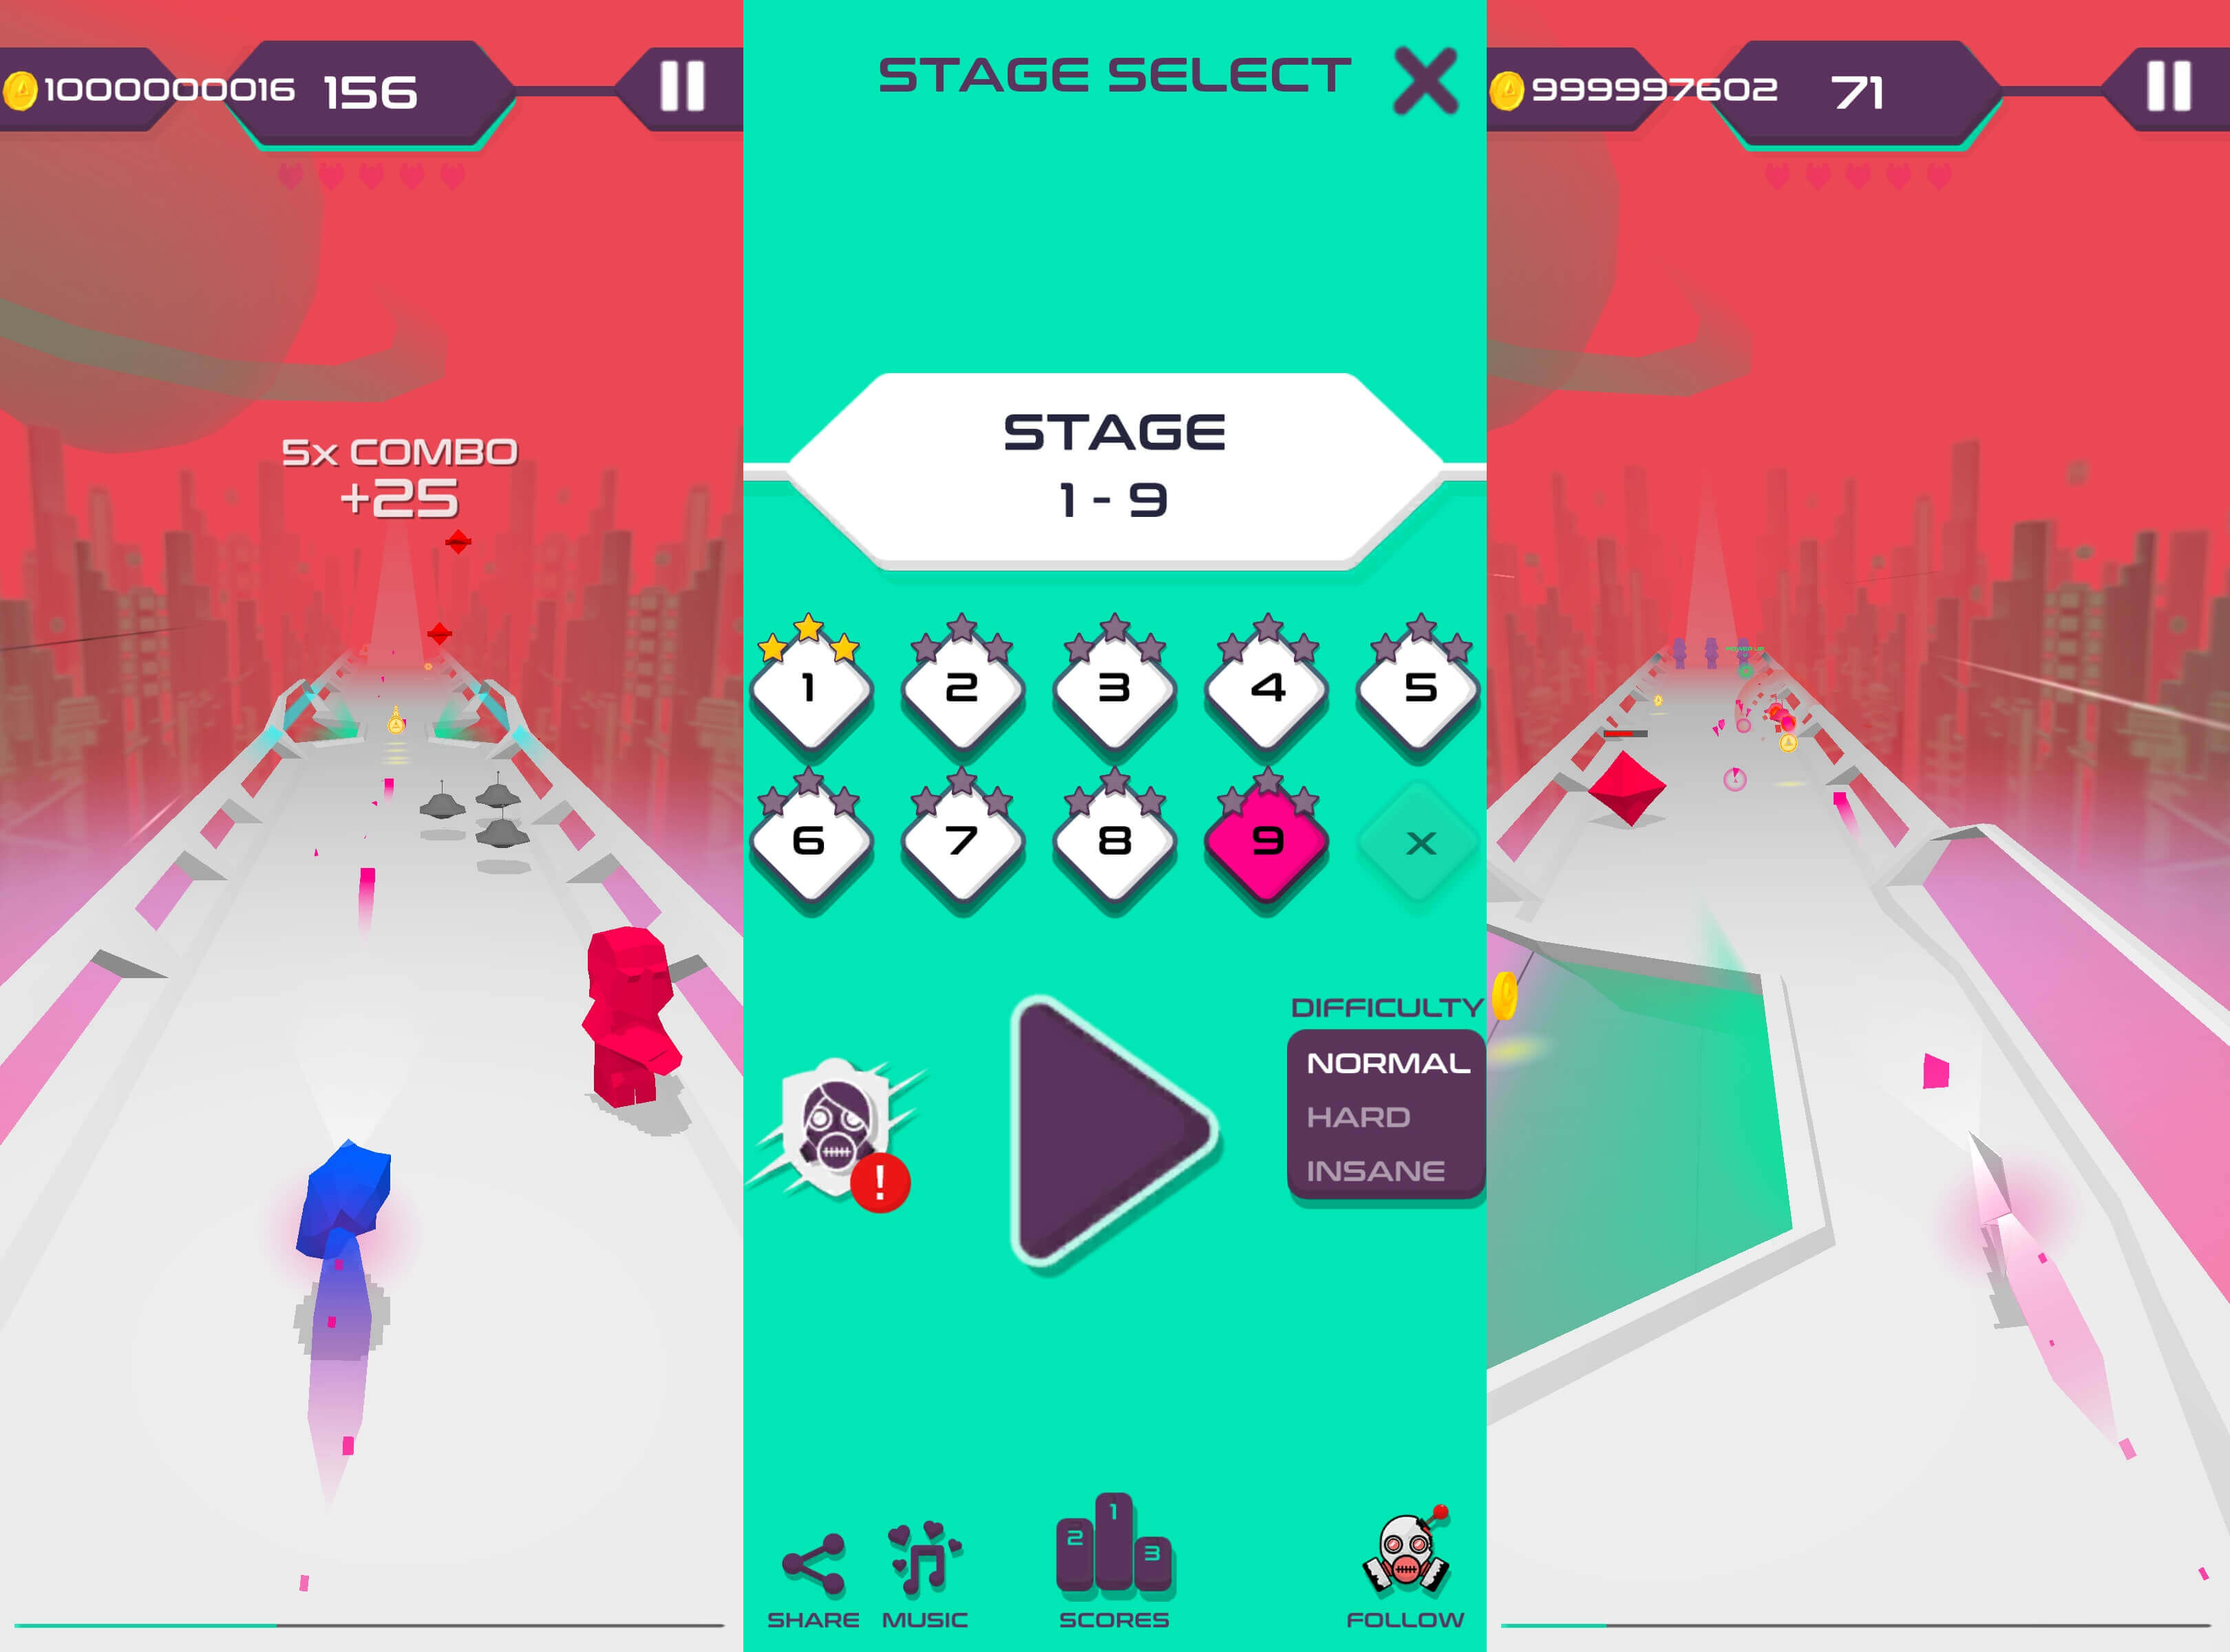 1000000016
156
5x COMBO
+25
STAGE SELECT
STAGE
1 - 9
1
2
3
4
5
6
7
8
9
x
DIFFICULTY
NORMAL
HARD
INSANE
!
2
1
3
SHARE
MUSIC
SCORES
FOLLOW
999997602
71